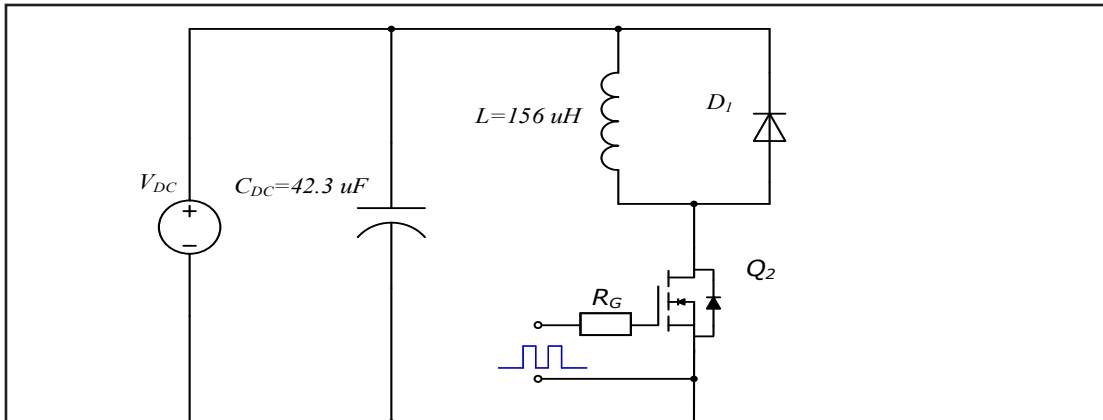 L=156 uH
D1
VDC
CDC=42.3 uF
+
−
Q2
RG